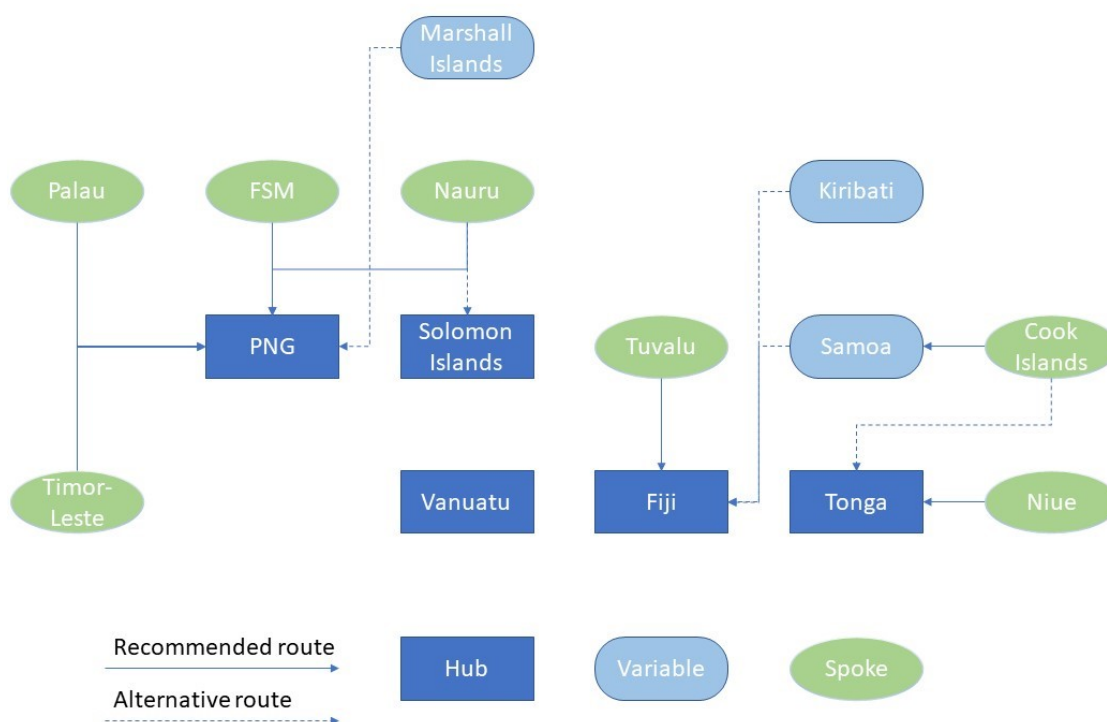 Marshall
Islands
Palau
FSM
Nauru
Kiribati
PNG
Solomon
Islands
Tuvalu
Samoa
Cook
Islands
Timor-
Leste
Vanuatu
Fiji
Tonga
Niue
Recommended route
Alternative route
Hub
Variable
Spoke